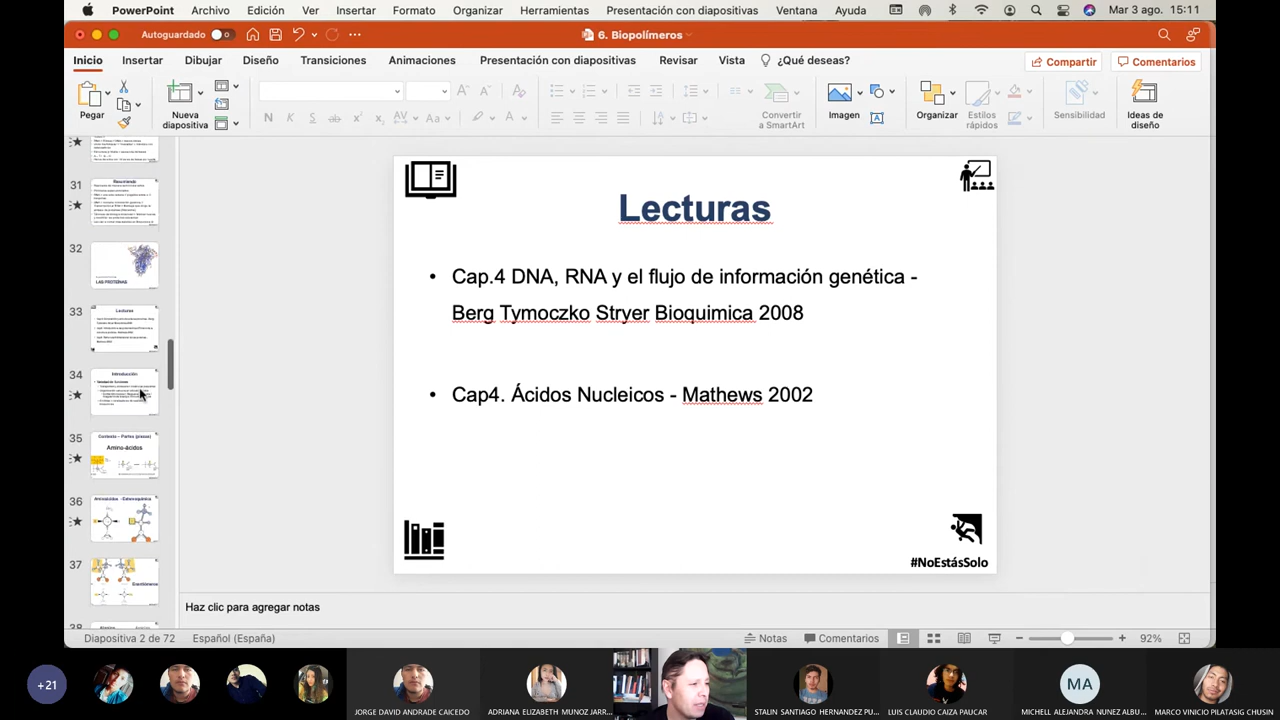 PowerPoint Archivo Edición Ver Insertar Formato Organizar Herramientas Presentación con diapositivas Ventana Ayuda Mar 3 ago. 15:11
Autoguardado 6. Biopolímeros
Inicio Insertar Dibujar Diseño Transiciones Animaciones Presentación con diapositivas Revisar Vista ¿Qué deseas? Compartir Comentarios
Pegar Nueva diapositiva Convertir a SmartArt Imagen Organizar Estilos rápidos Sensibilidad Ideas de diseño
31
Resumiendo
32
LAS PROTEÍNAS
33
Lecturas
34
Introducción
35
Amino-ácidos
36
37
Enantiómeros
38
Lecturas
• Cap.4 DNA, RNA y el flujo de información genética -
Berg Tymoczko Stryer Bioquimica 2008
• Cap4. Ácidos Nucleicos - Mathews 2002
#NoEstásSolo
Haz clic para agregar notas
Diapositiva 2 de 72 Español (España) Notas Comentarios 92%
+21
JORGE DAVID ANDRADE CAICEDO ADRIANA ELIZABETH MUNOZ JARR... STALIN SANTIAGO HERNANDEZ PU... LUIS CLAUDIO CAIZA PAUCAR MA MICHELL ALEJANDRA NUNEZ ALBU... MARCO VINICIO PILATASIG CHUSIN